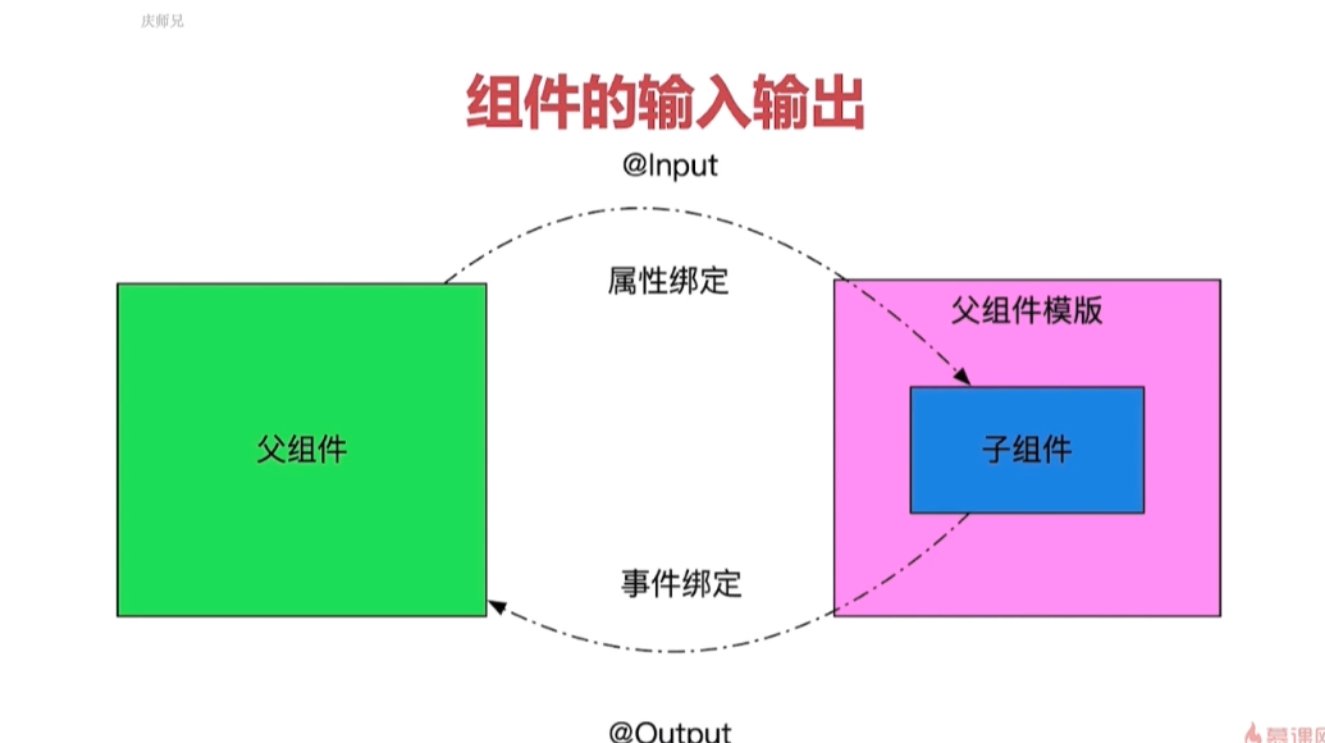 庆师兄
组件的输入输出
@Input
属性绑定
父组件模版
父组件
子组件
事件绑定
@Output
慕课网